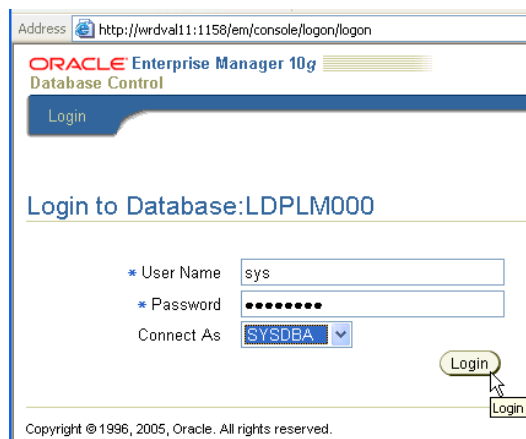 Address http://wrdval11:1158/em/console/logon/logon
ORACLE Enterprise Manager 10g
Database Control
Login
Login to Database:LDPLM000
* User Name sys
* Password ●●●●●●●●
Connect As SYSDBA
Login
Login
Copyright © 1996, 2005, Oracle. All rights reserved.